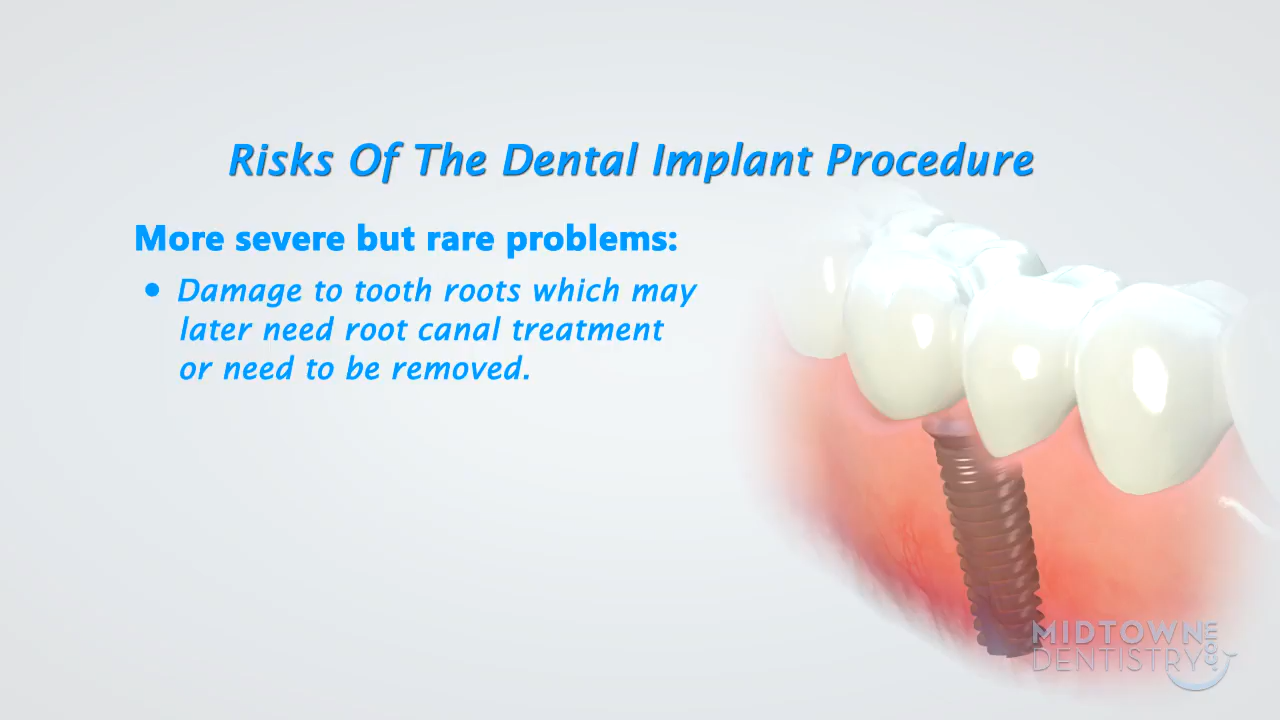 Risks Of The Dental Implant Procedure
More severe but rare problems:
• Damage to tooth roots which may
later need root canal treatment
or need to be removed.
MIDTOWN
DENTISTRY
.COM